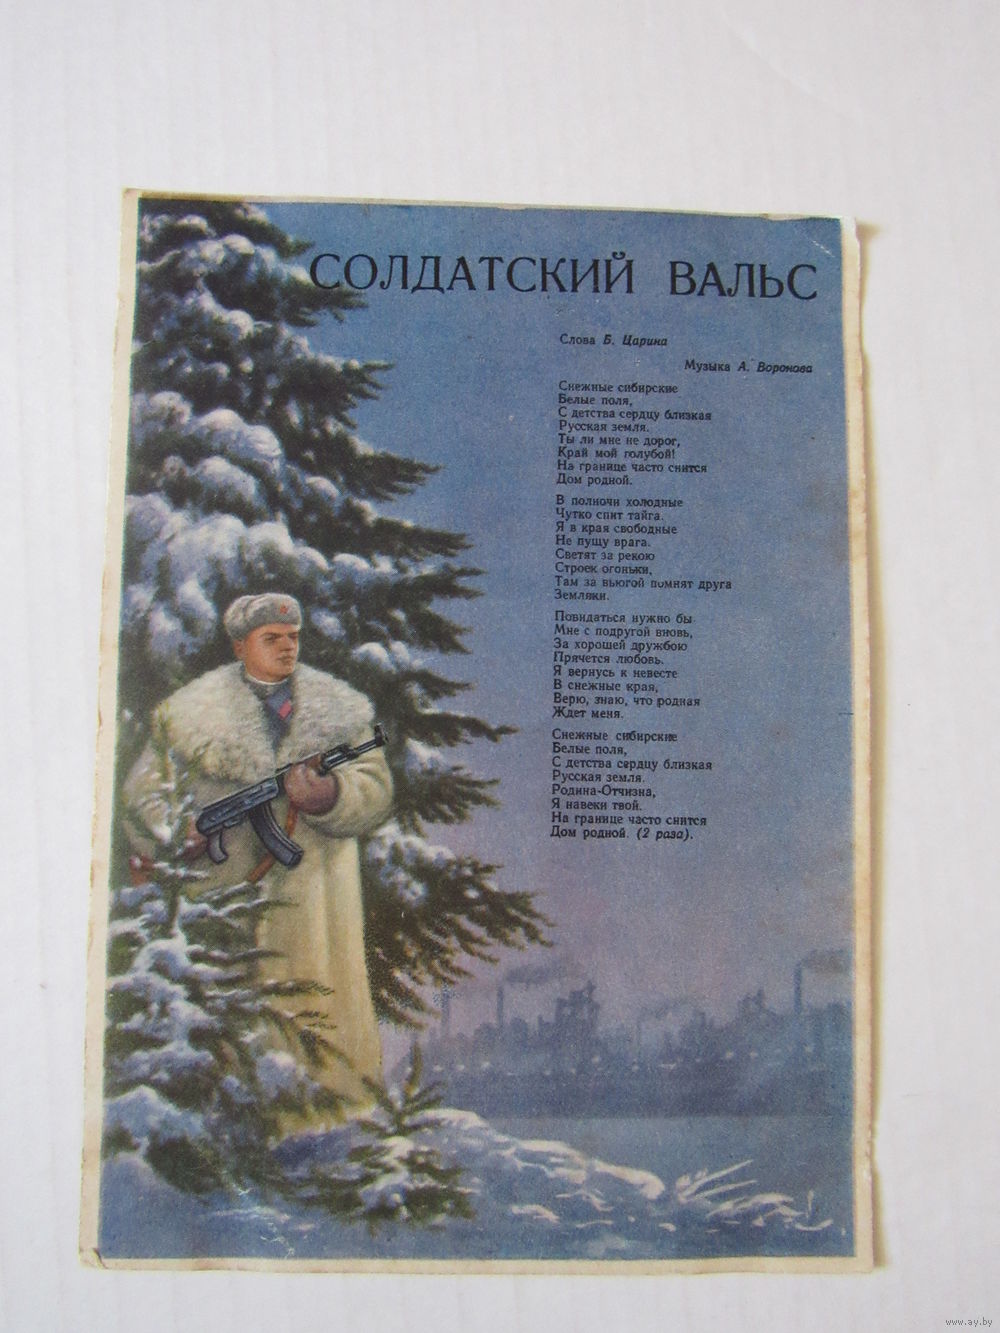 СОЛДАТСКИЙ ВАЛЬС
Слова Б. Царина
Музыка А. Воронова
Снежные сибирские
Белые поля,
С детства сердцу близкая
Русская земля.
Ты ли мне не дорог,
Край мой голубой!
На границе часто снится
Дом родной.
В полночи холодные
Чутко спит тайга.
Я в края свободные
Не пущу врага.
Светят за рекою
Строек огоньки,
Там за вьюгой помнят друга
Земляки.
Повидаться нужно бы
Мне с подругой вновь,
За хорошей дружбою
Прячется любовь.
Я вернусь к невесте
В снежные края,
Верю, знаю, что родная
Ждет меня.
Снежные сибирские
Белые поля,
С детства сердцу близкая
Русская земля.
Родина-Отчизна,
Я навеки твой.
На границе часто снится
Дом родной. (2 раза).
www.ay.by